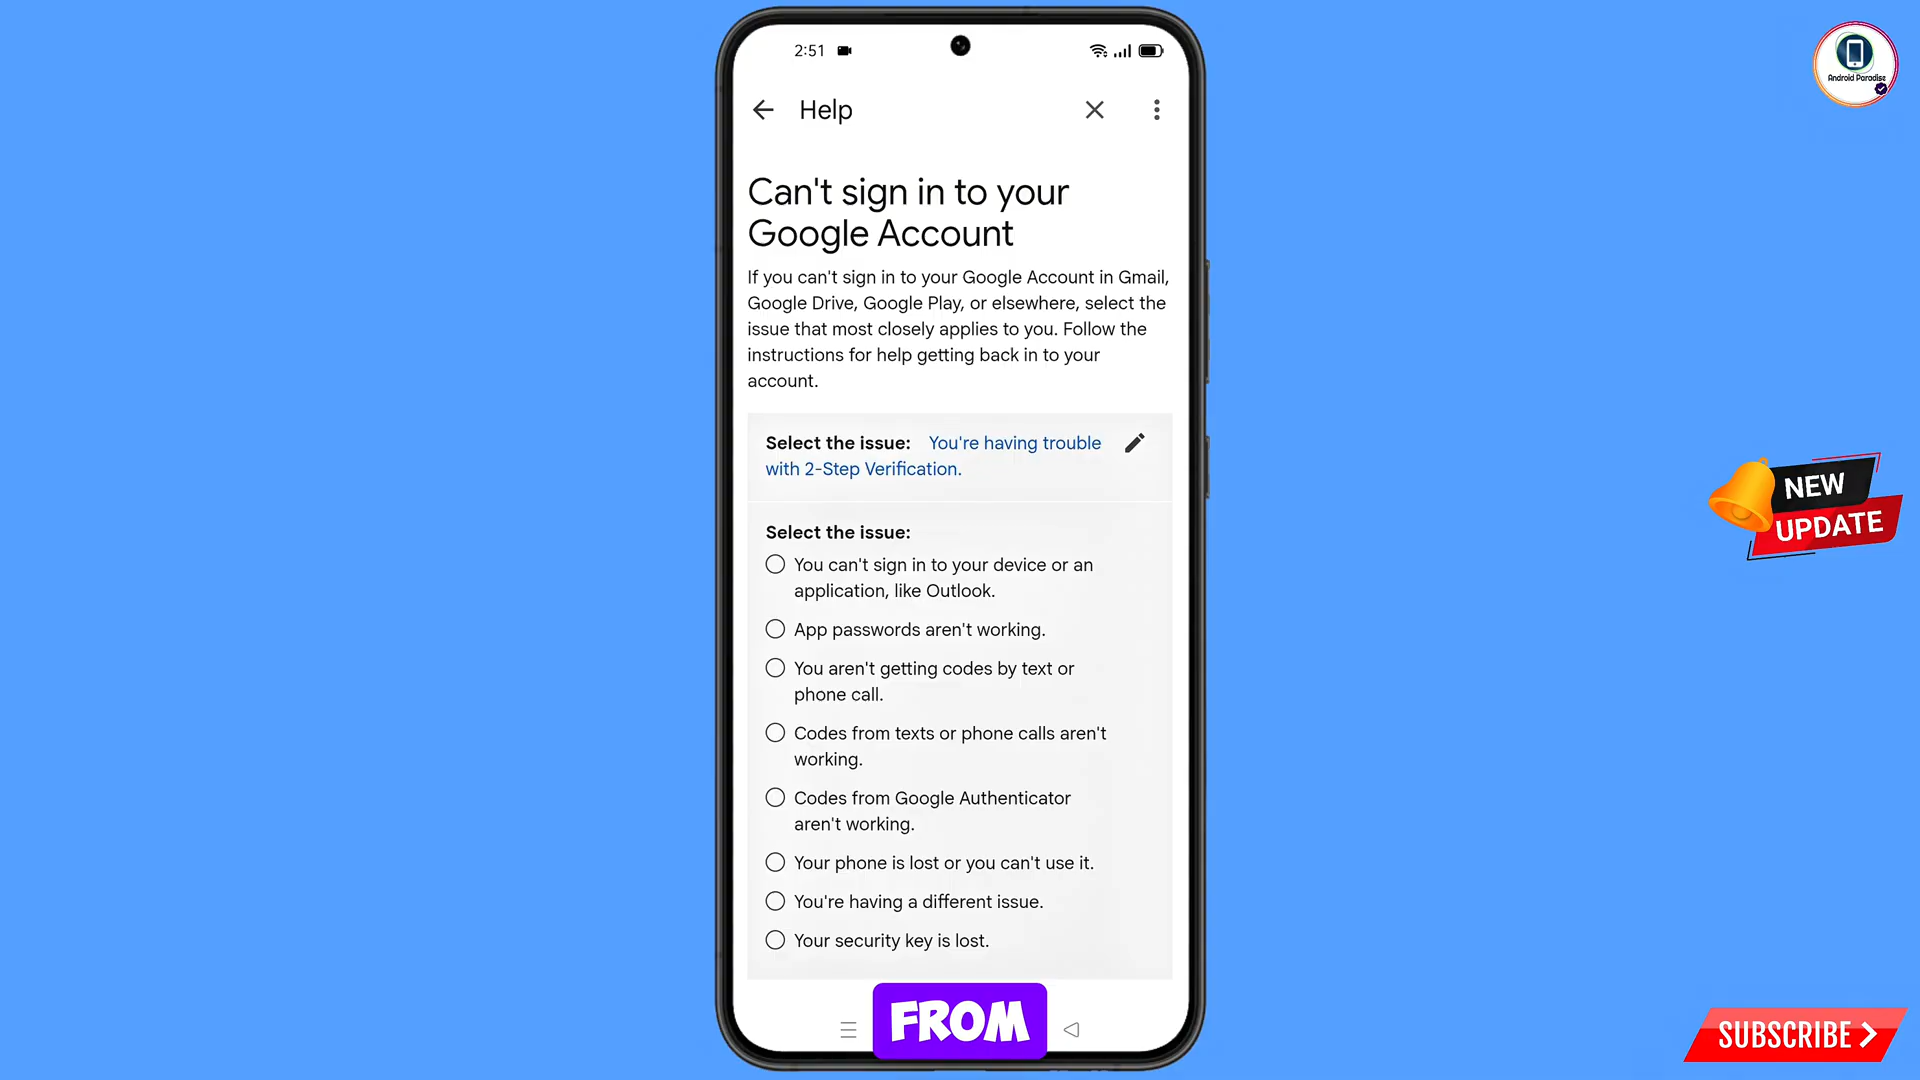 2:51
Android Paradise
Help
Can't sign in to your
Google Account
If you can't sign in to your Google Account in Gmail,
Google Drive, Google Play, or elsewhere, select the
issue that most closely applies to you. Follow the
instructions for help getting back in to your
account.
Select the issue: You're having trouble
with 2-Step Verification.
Select the issue:
You can't sign in to your device or an
application, like Outlook.
App passwords aren't working.
You aren't getting codes by text or
phone call.
Codes from texts or phone calls aren't
working.
Codes from Google Authenticator
aren't working.
Your phone is lost or you can't use it.
You're having a different issue.
Your security key is lost.
NEW
UPDATE
FROM
SUBSCRIBE